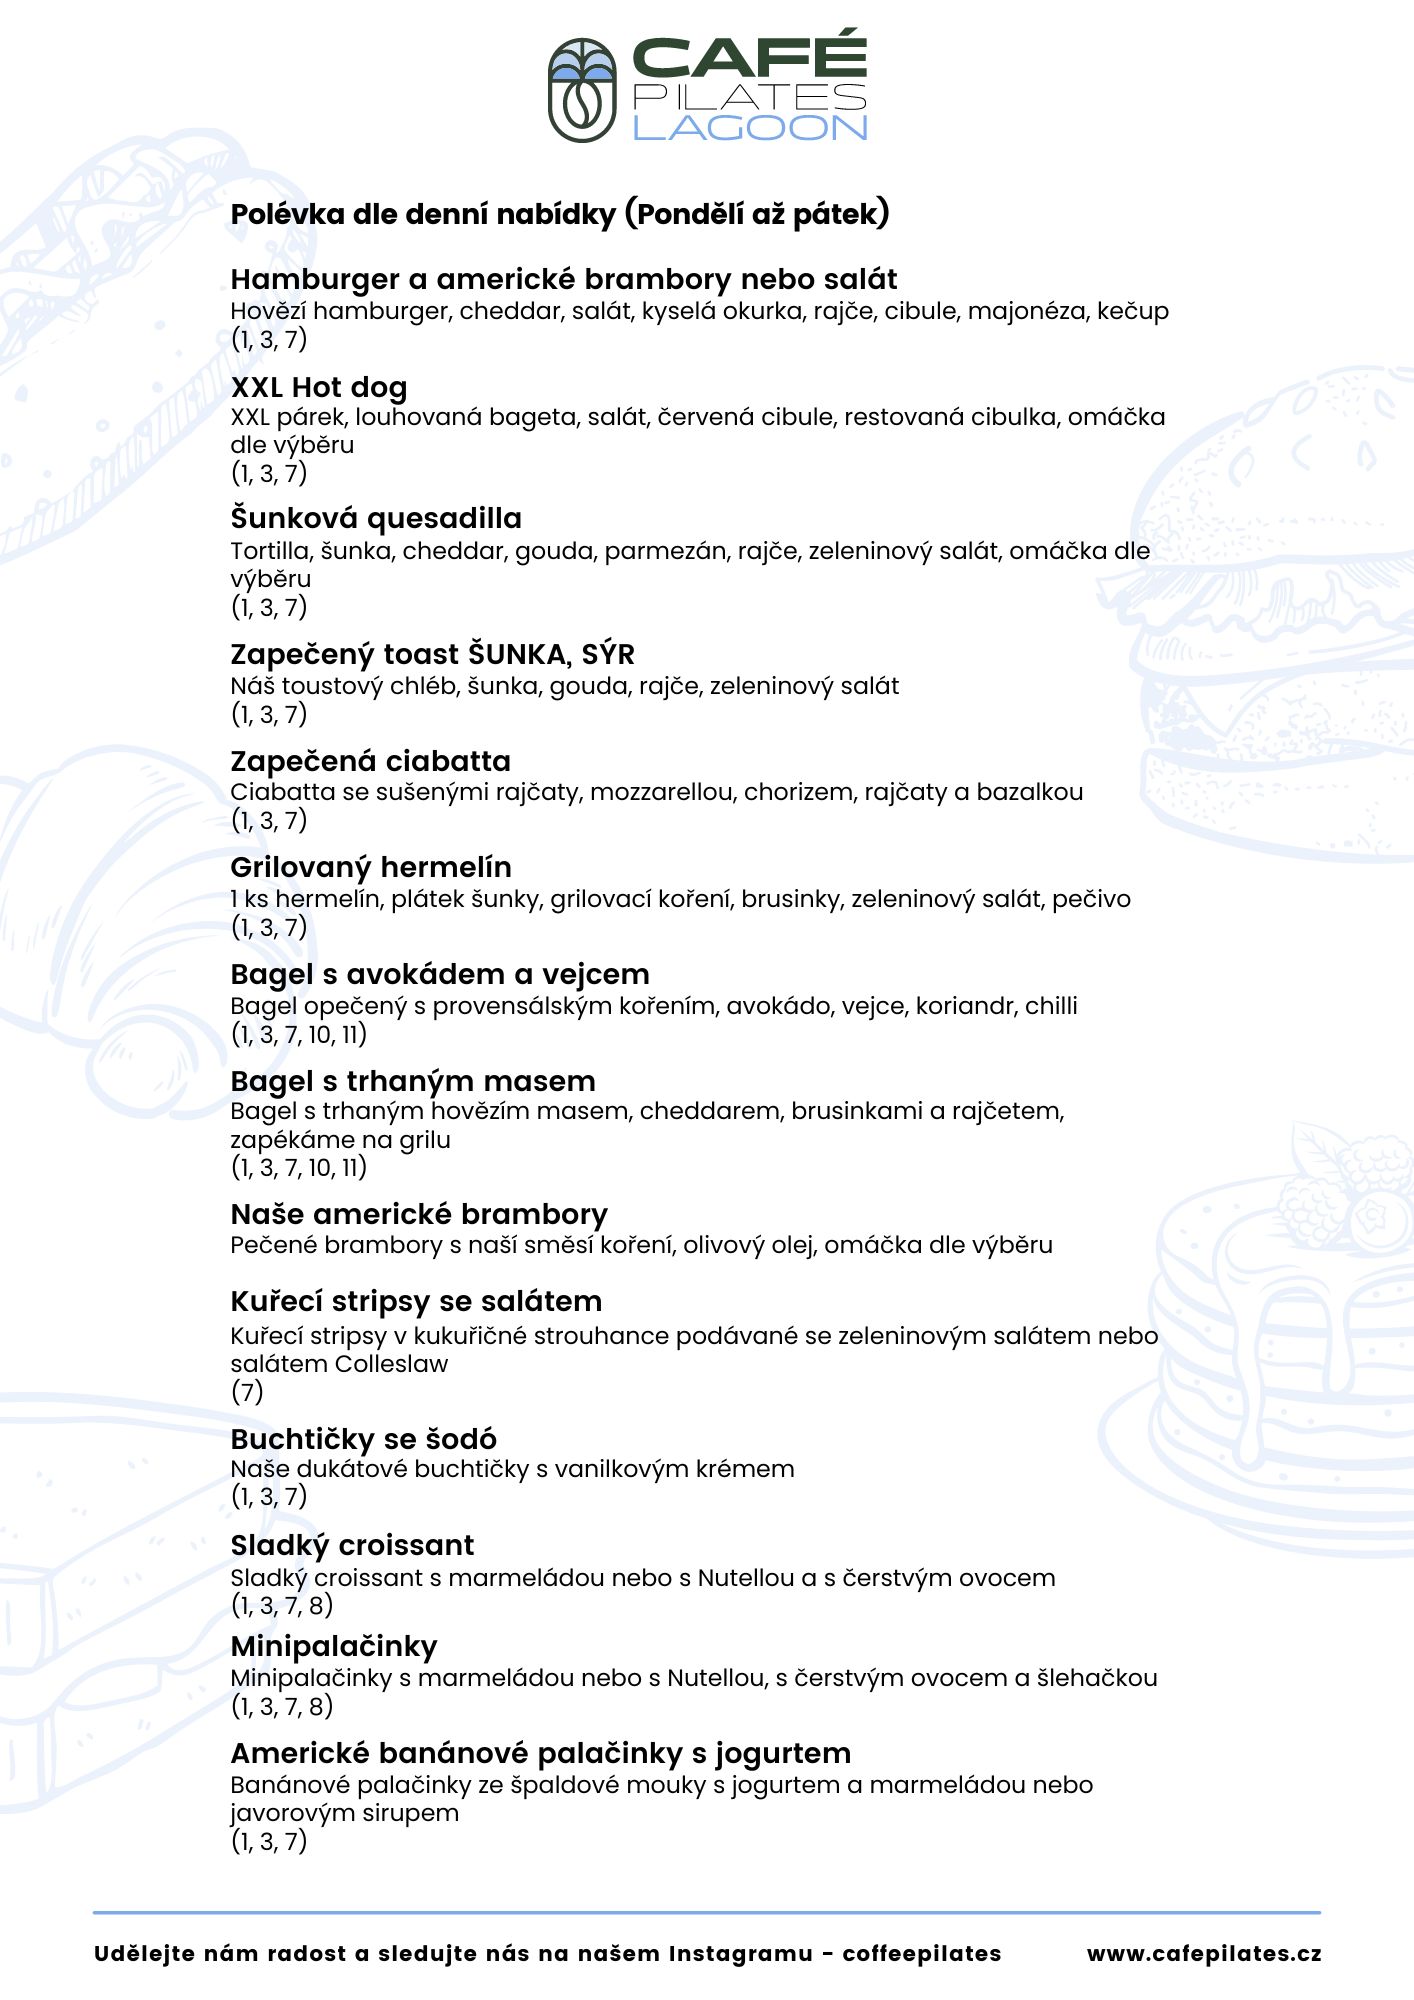 CAFÉ
PILATES
LAGOON
Polévka dle denní nabídky (Pondělí až pátek)
Hamburger a americké brambory nebo salát
Hovězí hamburger, cheddar, salát, kyselá okurka, rajče, cibule, majonéza, kečup
(1, 3, 7)
XXL Hot dog
XXL párek, louhovaná bageta, salát, červená cibule, restovaná cibulka, omáčka
dle výběru
(1, 3, 7)
Šunková quesadilla
Tortilla, šunka, cheddar, gouda, parmezán, rajče, zeleninový salát, omáčka dle
výběru
(1, 3, 7)
Zapečený toast ŠUNKA, SÝR
Náš toustový chléb, šunka, gouda, rajče, zeleninový salát
(1, 3, 7)
Zapečená ciabatta
Ciabatta se sušenými rajčaty, mozzarellou, chorizem, rajčaty a bazalkou
(1, 3, 7)
Grilovaný hermelín
1 ks hermelín, plátek šunky, grilovací koření, brusinky, zeleninový salát, pečivo
(1, 3, 7)
Bagel s avokádem a vejcem
Bagel opečený s provensálským kořením, avokádo, vejce, koriandr, chilli
(1, 3, 7, 10, 11)
Bagel s trhaným masem
Bagel s trhaným hovězím masem, cheddarem, brusinkami a rajčetem,
zapékáme na grilu
(1, 3, 7, 10, 11)
Naše americké brambory
Pečené brambory s naší směsí koření, olivový olej, omáčka dle výběru
Kuřecí stripsy se salátem
Kuřecí stripsy v kukuřičné strouhance podávané se zeleninovým salátem nebo
salátem Colleslaw
(7)
Buchtičky se šodó
Naše dukátové buchtičky s vanilkovým krémem
(1, 3, 7)
Sladký croissant
Sladký croissant s marmeládou nebo s Nutellou a s čerstvým ovocem
(1, 3, 7, 8)
Minipalačinky
Minipalačinky s marmeládou nebo s Nutellou, s čerstvým ovocem a šlehačkou
(1, 3, 7, 8)
Americké banánové palačinky s jogurtem
Banánové palačinky ze špaldové mouky s jogurtem a marmeládou nebo
javorovým sirupem
(1, 3, 7)
Udělejte nám radost a sledujte nás na našem Instagramu - coffeepilates www.cafepilates.cz